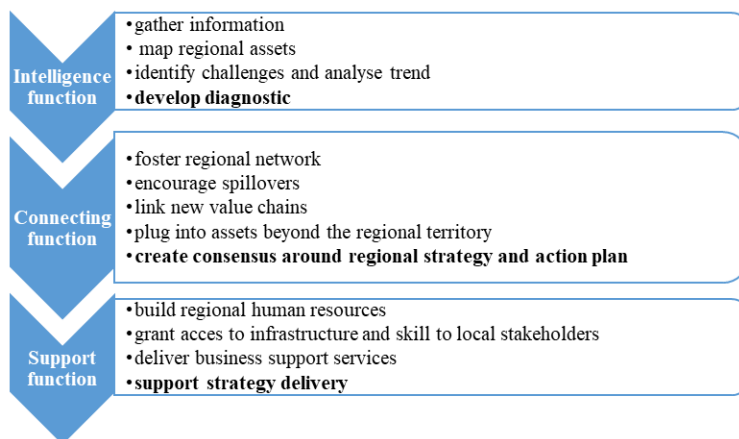 Intelligence
function
•gather information
• map regional assets
•identify challenges and analyse trend
•develop diagnostic
Connecting
function
•foster regional network
•encourage spillovers
•link new value chains
•plug into assets beyond the regional territory
•create consensus around regional strategy and action plan
Support
function
•build regional human resources
•grant acces to infrastructure and skill to local stakeholders
•deliver business support services
•support strategy delivery